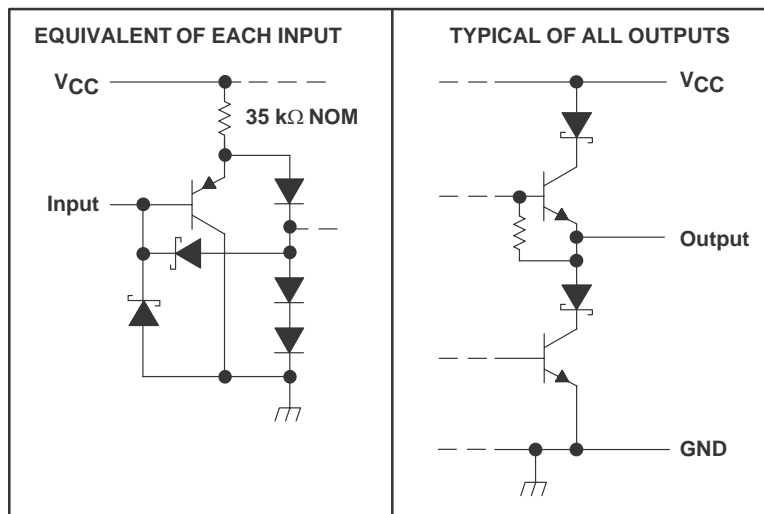 EQUIVALENT OF EACH INPUT
VCC
35 kΩ NOM
Input
TYPICAL OF ALL OUTPUTS
VCC
Output
GND